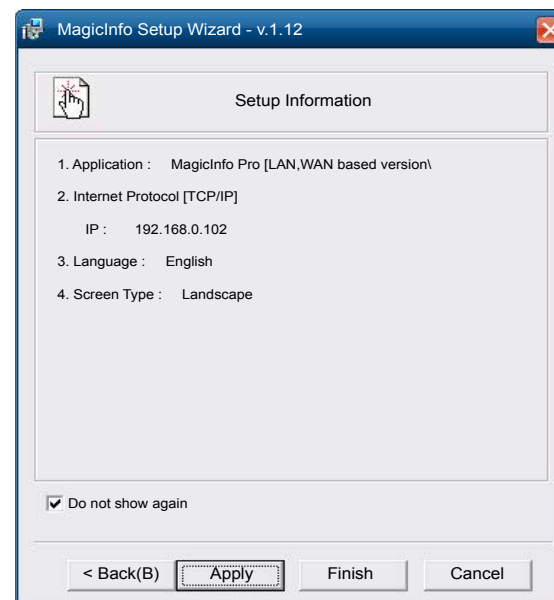 MagicInfo Setup Wizard - v.1.12
Setup Information
1. Application : MagicInfo Pro [LAN,WAN based version\
2. Internet Protocol [TCP/IP]
IP : 192.168.0.102
3. Language : English
4. Screen Type : Landscape
Do not show again
< Back(B) Apply Finish Cancel